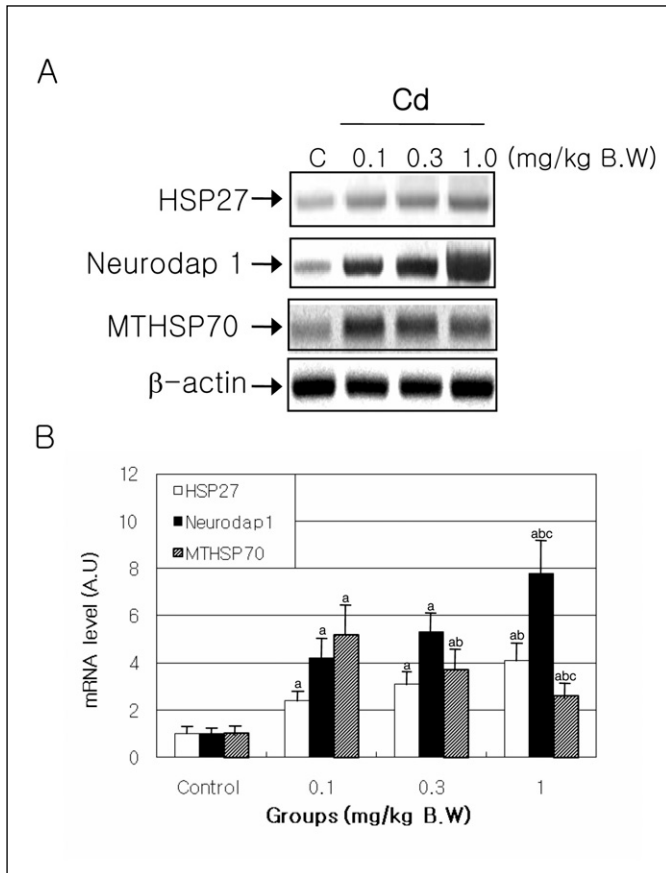 A
Cd
C 0.1 0.3 1.0 (mg/kg B.W)
HSP27
Neurodap 1
MTHSP70
β-actin
B
12
10
8
6
4
2
0
mRNA level (A.U)
HSP27
Neurodap1
MTHSP70
a a a
a a ab
ab abc abc
Control 0.1 0.3 1
Groups (mg/kg B.W)